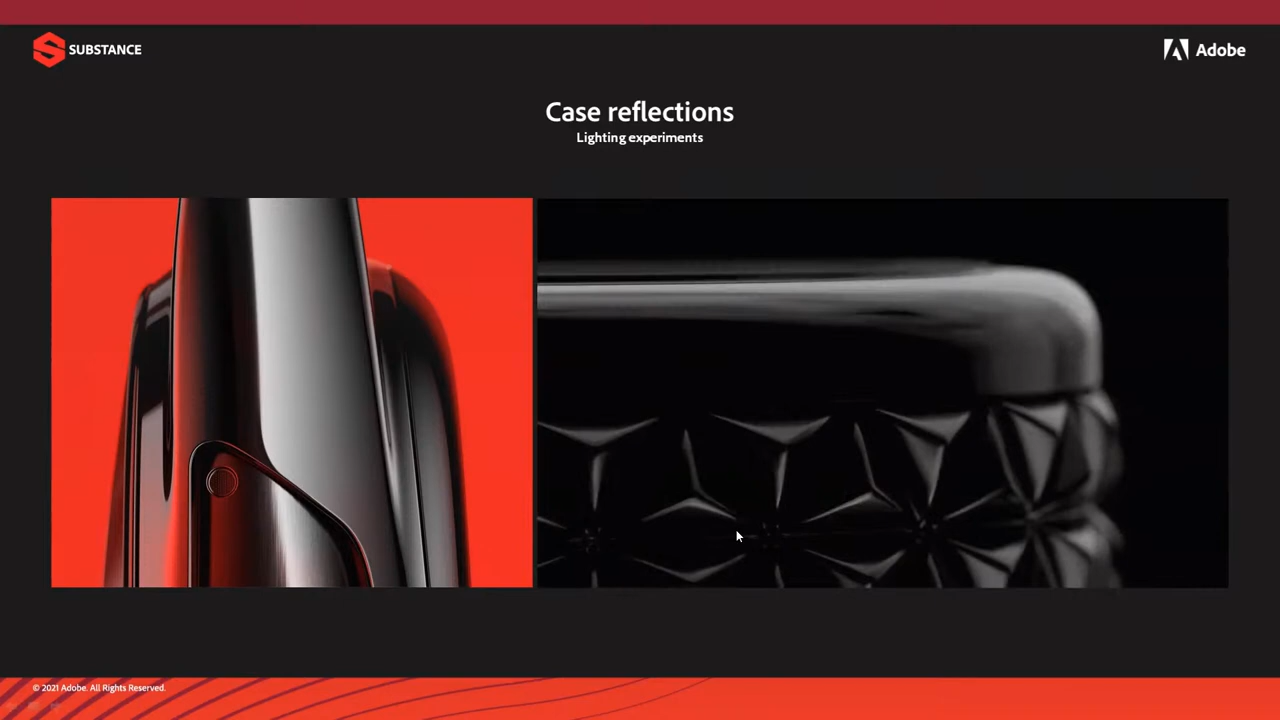 SUBSTANCE
Adobe
Case reflections
Lighting experiments
© 2021 Adobe. All Rights Reserved.